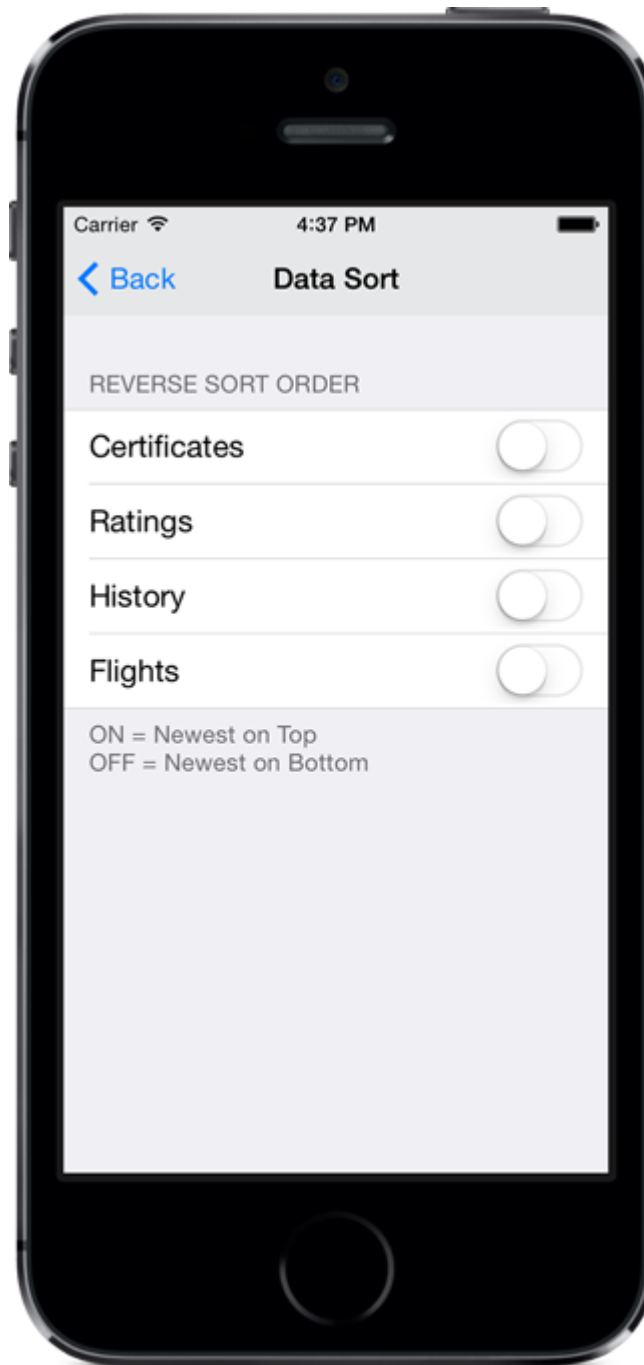 Carrier 4:37 PM
Back Data Sort
REVERSE SORT ORDER
Certificates
Ratings
History
Flights
ON = Newest on Top
OFF = Newest on Bottom